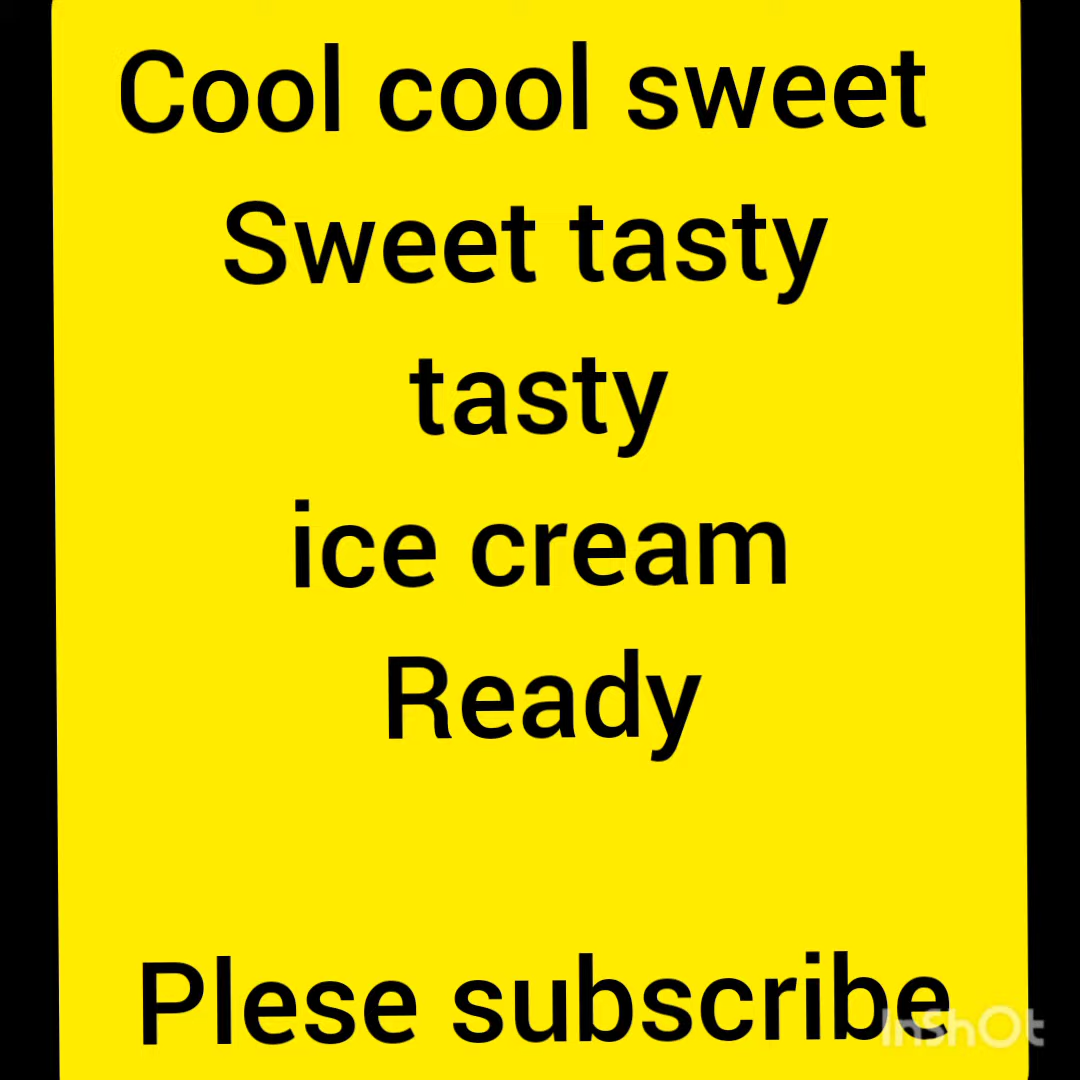 Cool cool sweet
Sweet tasty
tasty
ice cream
Ready
Plese subscribe
InShOt